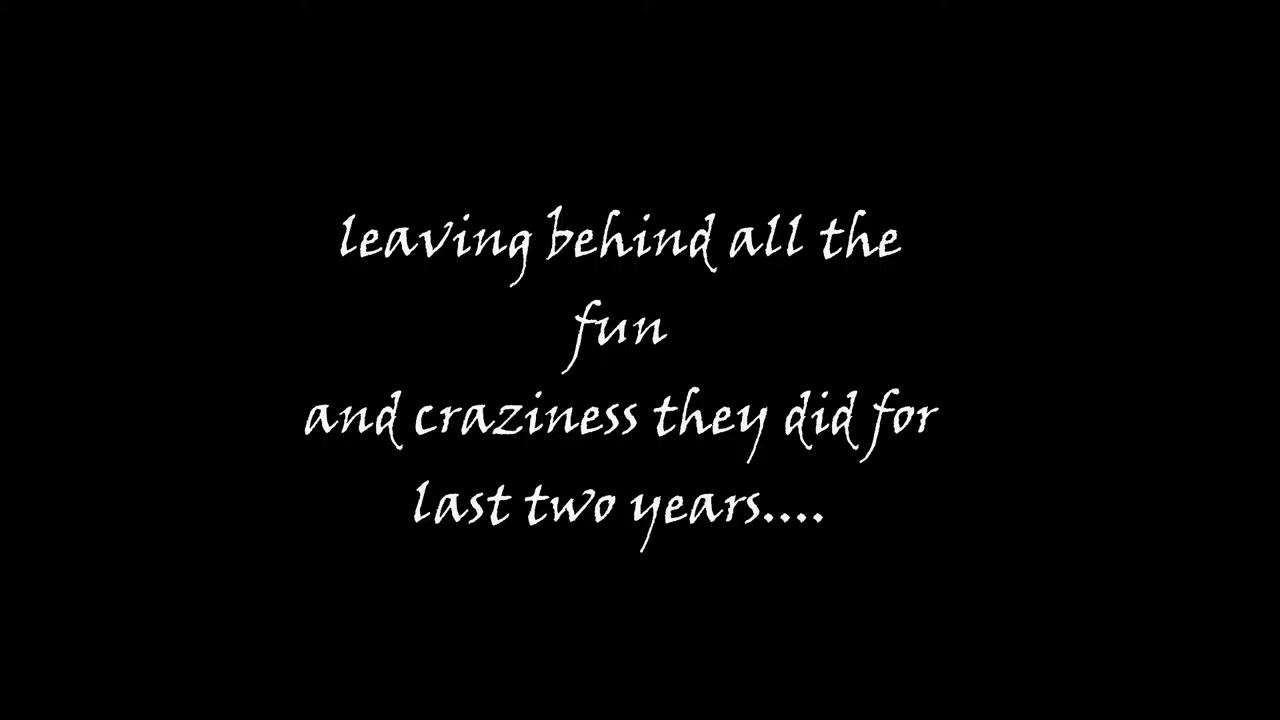 leaving behind all the
fun
and craziness they did for
last two years....